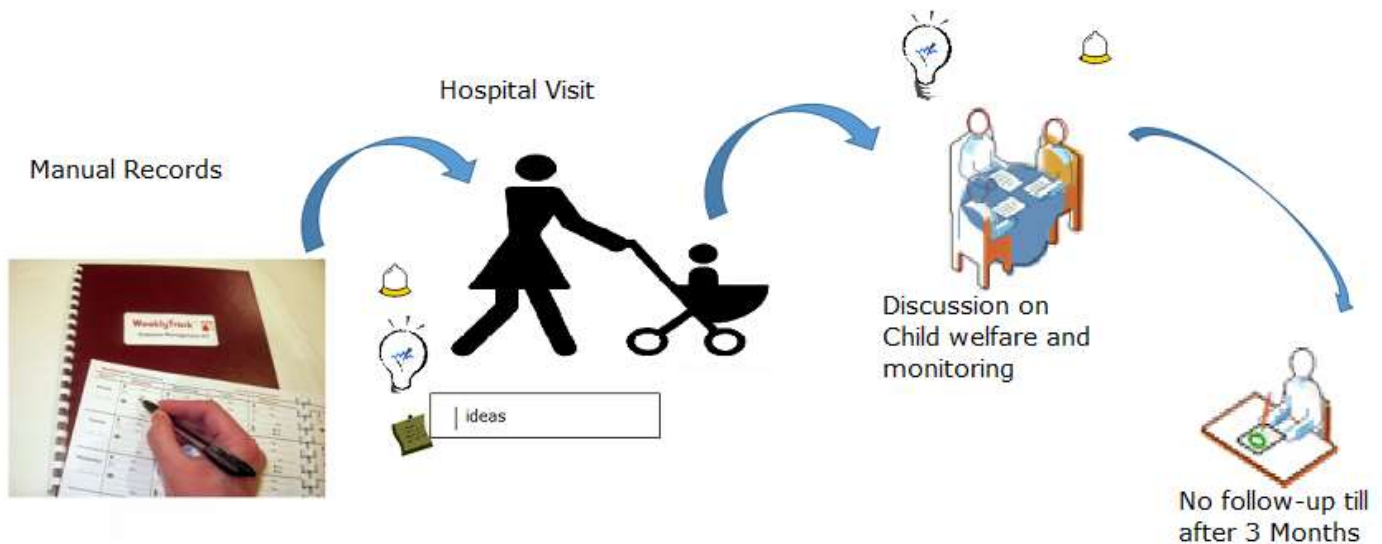 Hospital Visit
Manual Records
WeeklyTrack
ideas
Discussion on
Child welfare and
monitoring
No follow-up till
after 3 Months